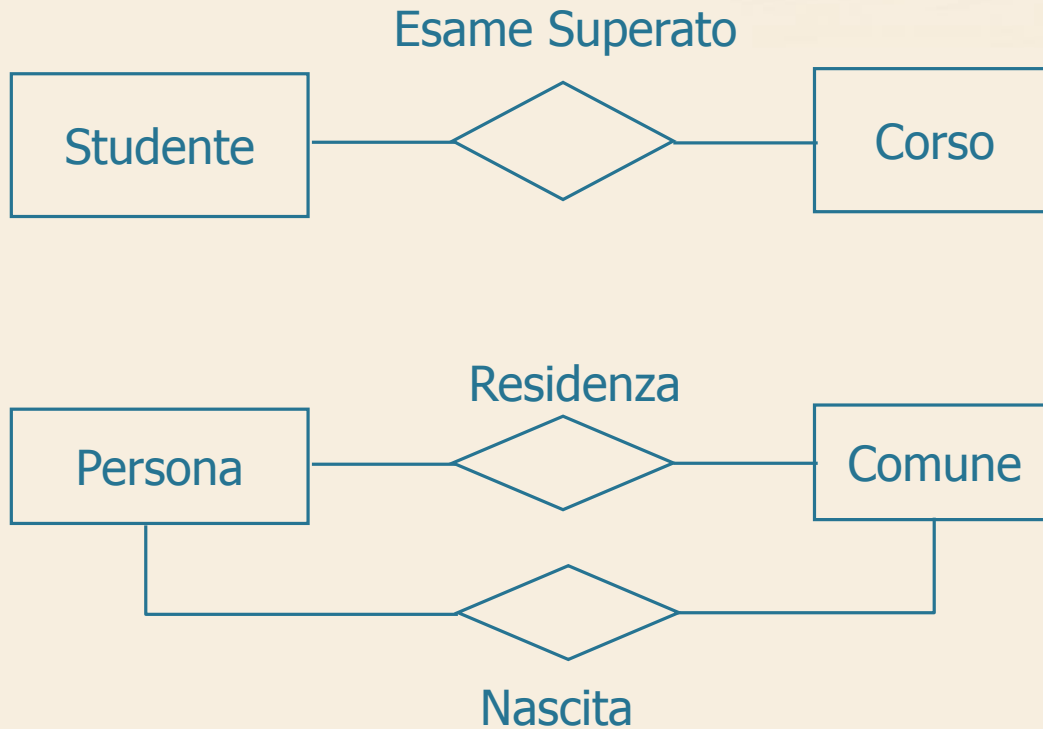 Esame Superato
Studente
Corso
Residenza
Persona
Comune
Nascita